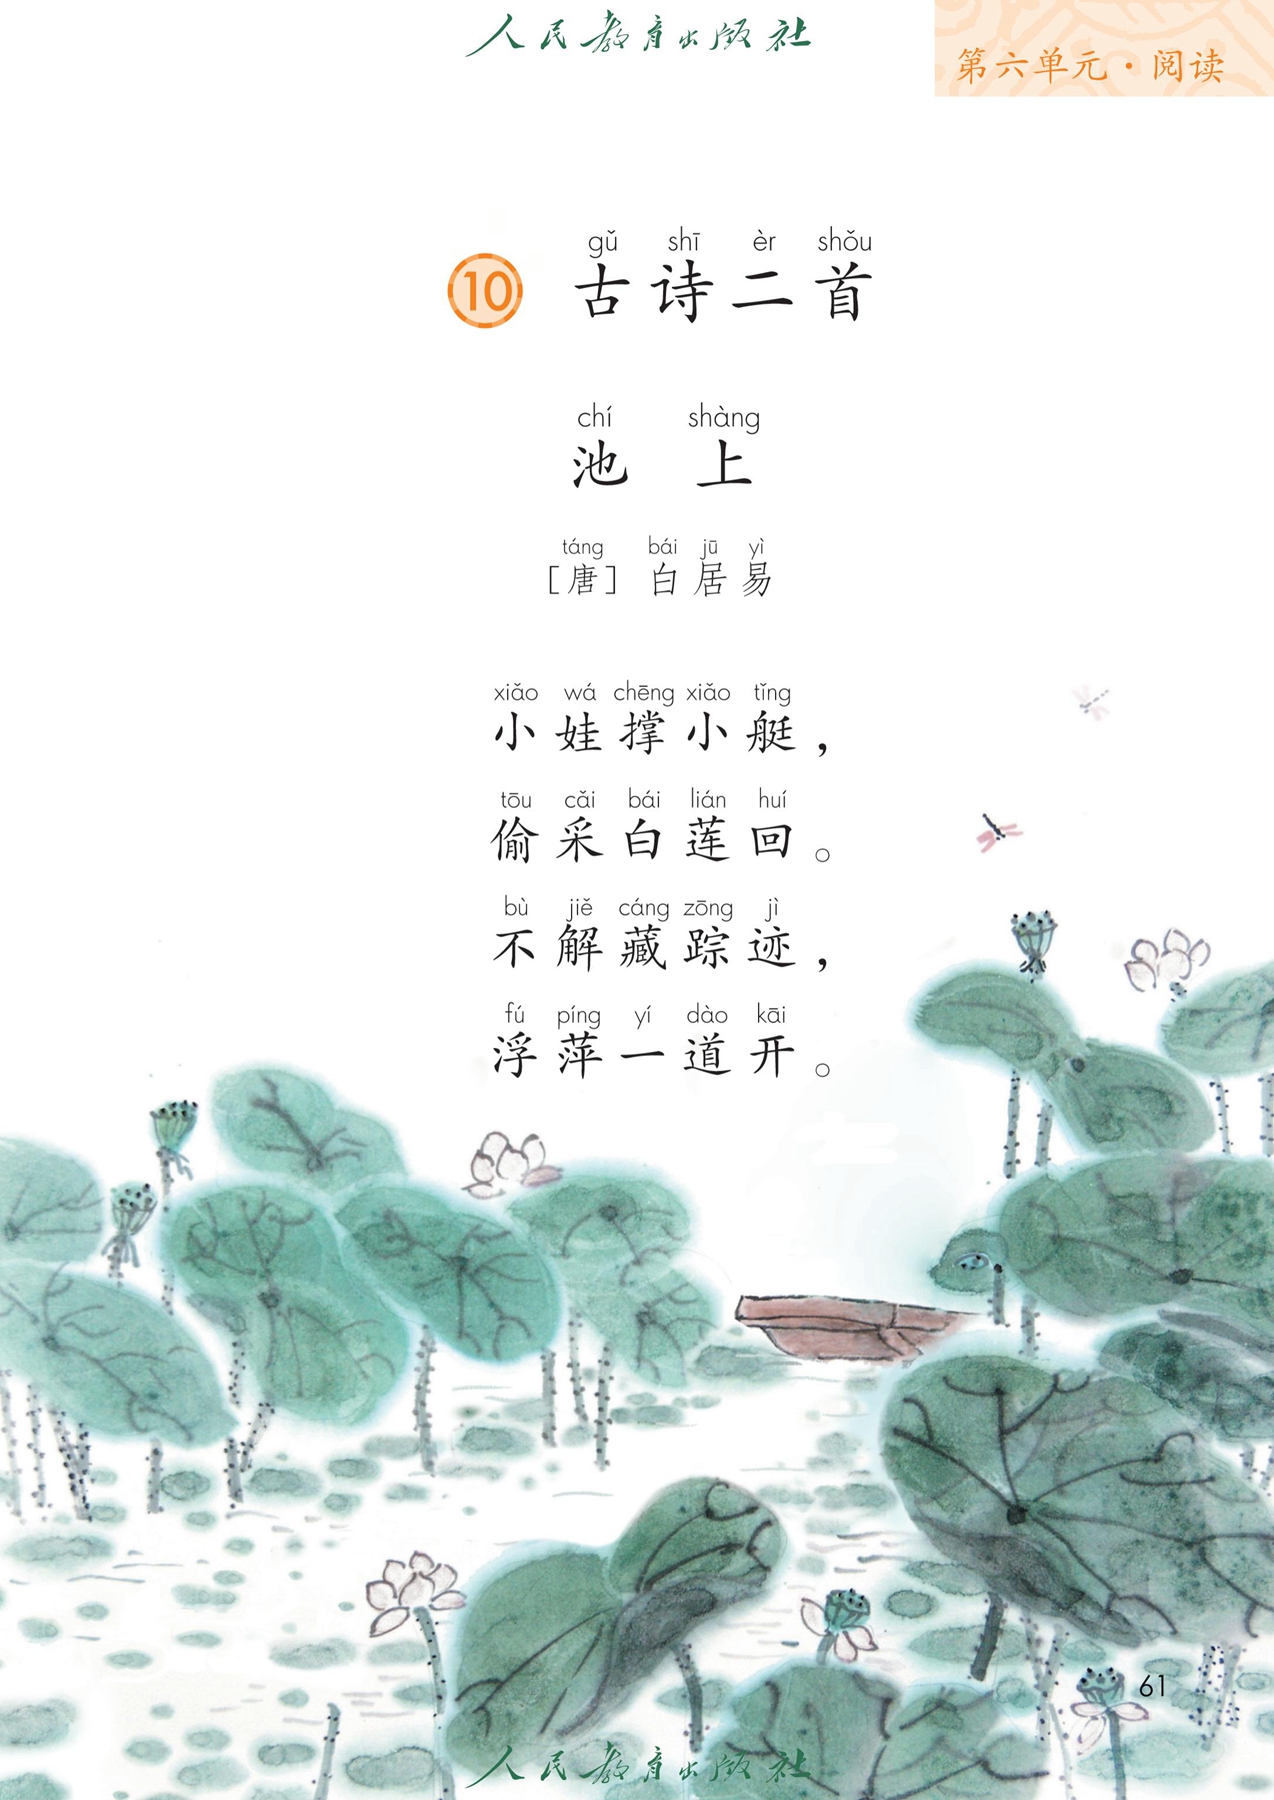 人民教育出版社
第六单元·阅读
gǔ shī èr shǒu
10 古诗二首
chí shàng
池上
táng bái jū yì
［唐］白居易
xiǎo wá chēng xiǎo tǐng
小娃撑小艇，
tōu cǎi bái lián huí
偷采白莲回。
bù jiě cáng zōng jì
不解藏踪迹，
fú píng yí dào kāi
浮萍一道开。
61
人民教育出版社